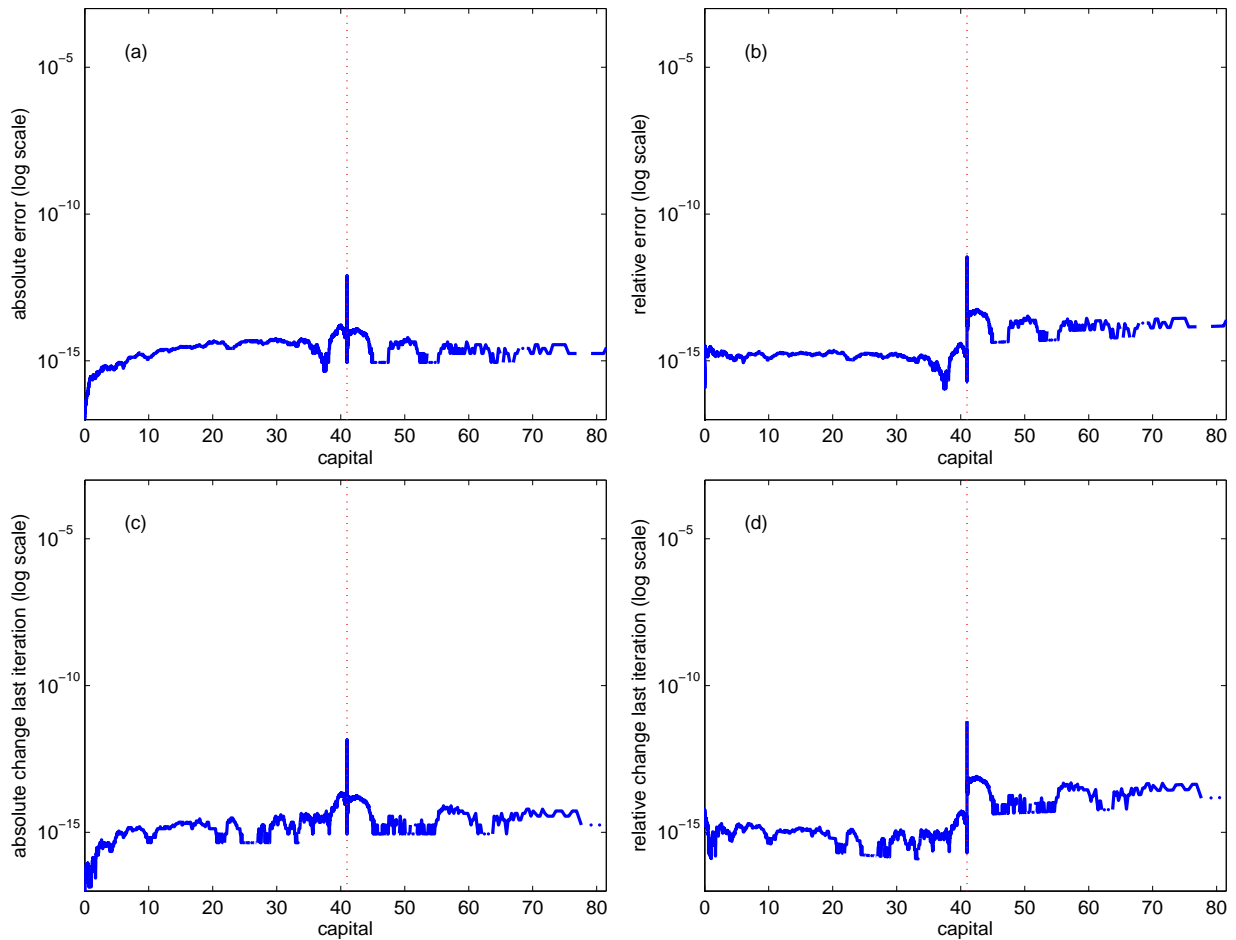 (a)
absolute error (log scale)
10⁻⁵
10⁻¹⁰
10⁻¹⁵
0 10 20 30 40 50 60 70 80
capital
(b)
relative error (log scale)
10⁻⁵
10⁻¹⁰
10⁻¹⁵
0 10 20 30 40 50 60 70 80
capital
(c)
absolute change last iteration (log scale)
10⁻⁵
10⁻¹⁰
10⁻¹⁵
0 10 20 30 40 50 60 70 80
capital
(d)
relative change last iteration (log scale)
10⁻⁵
10⁻¹⁰
10⁻¹⁵
0 10 20 30 40 50 60 70 80
capital